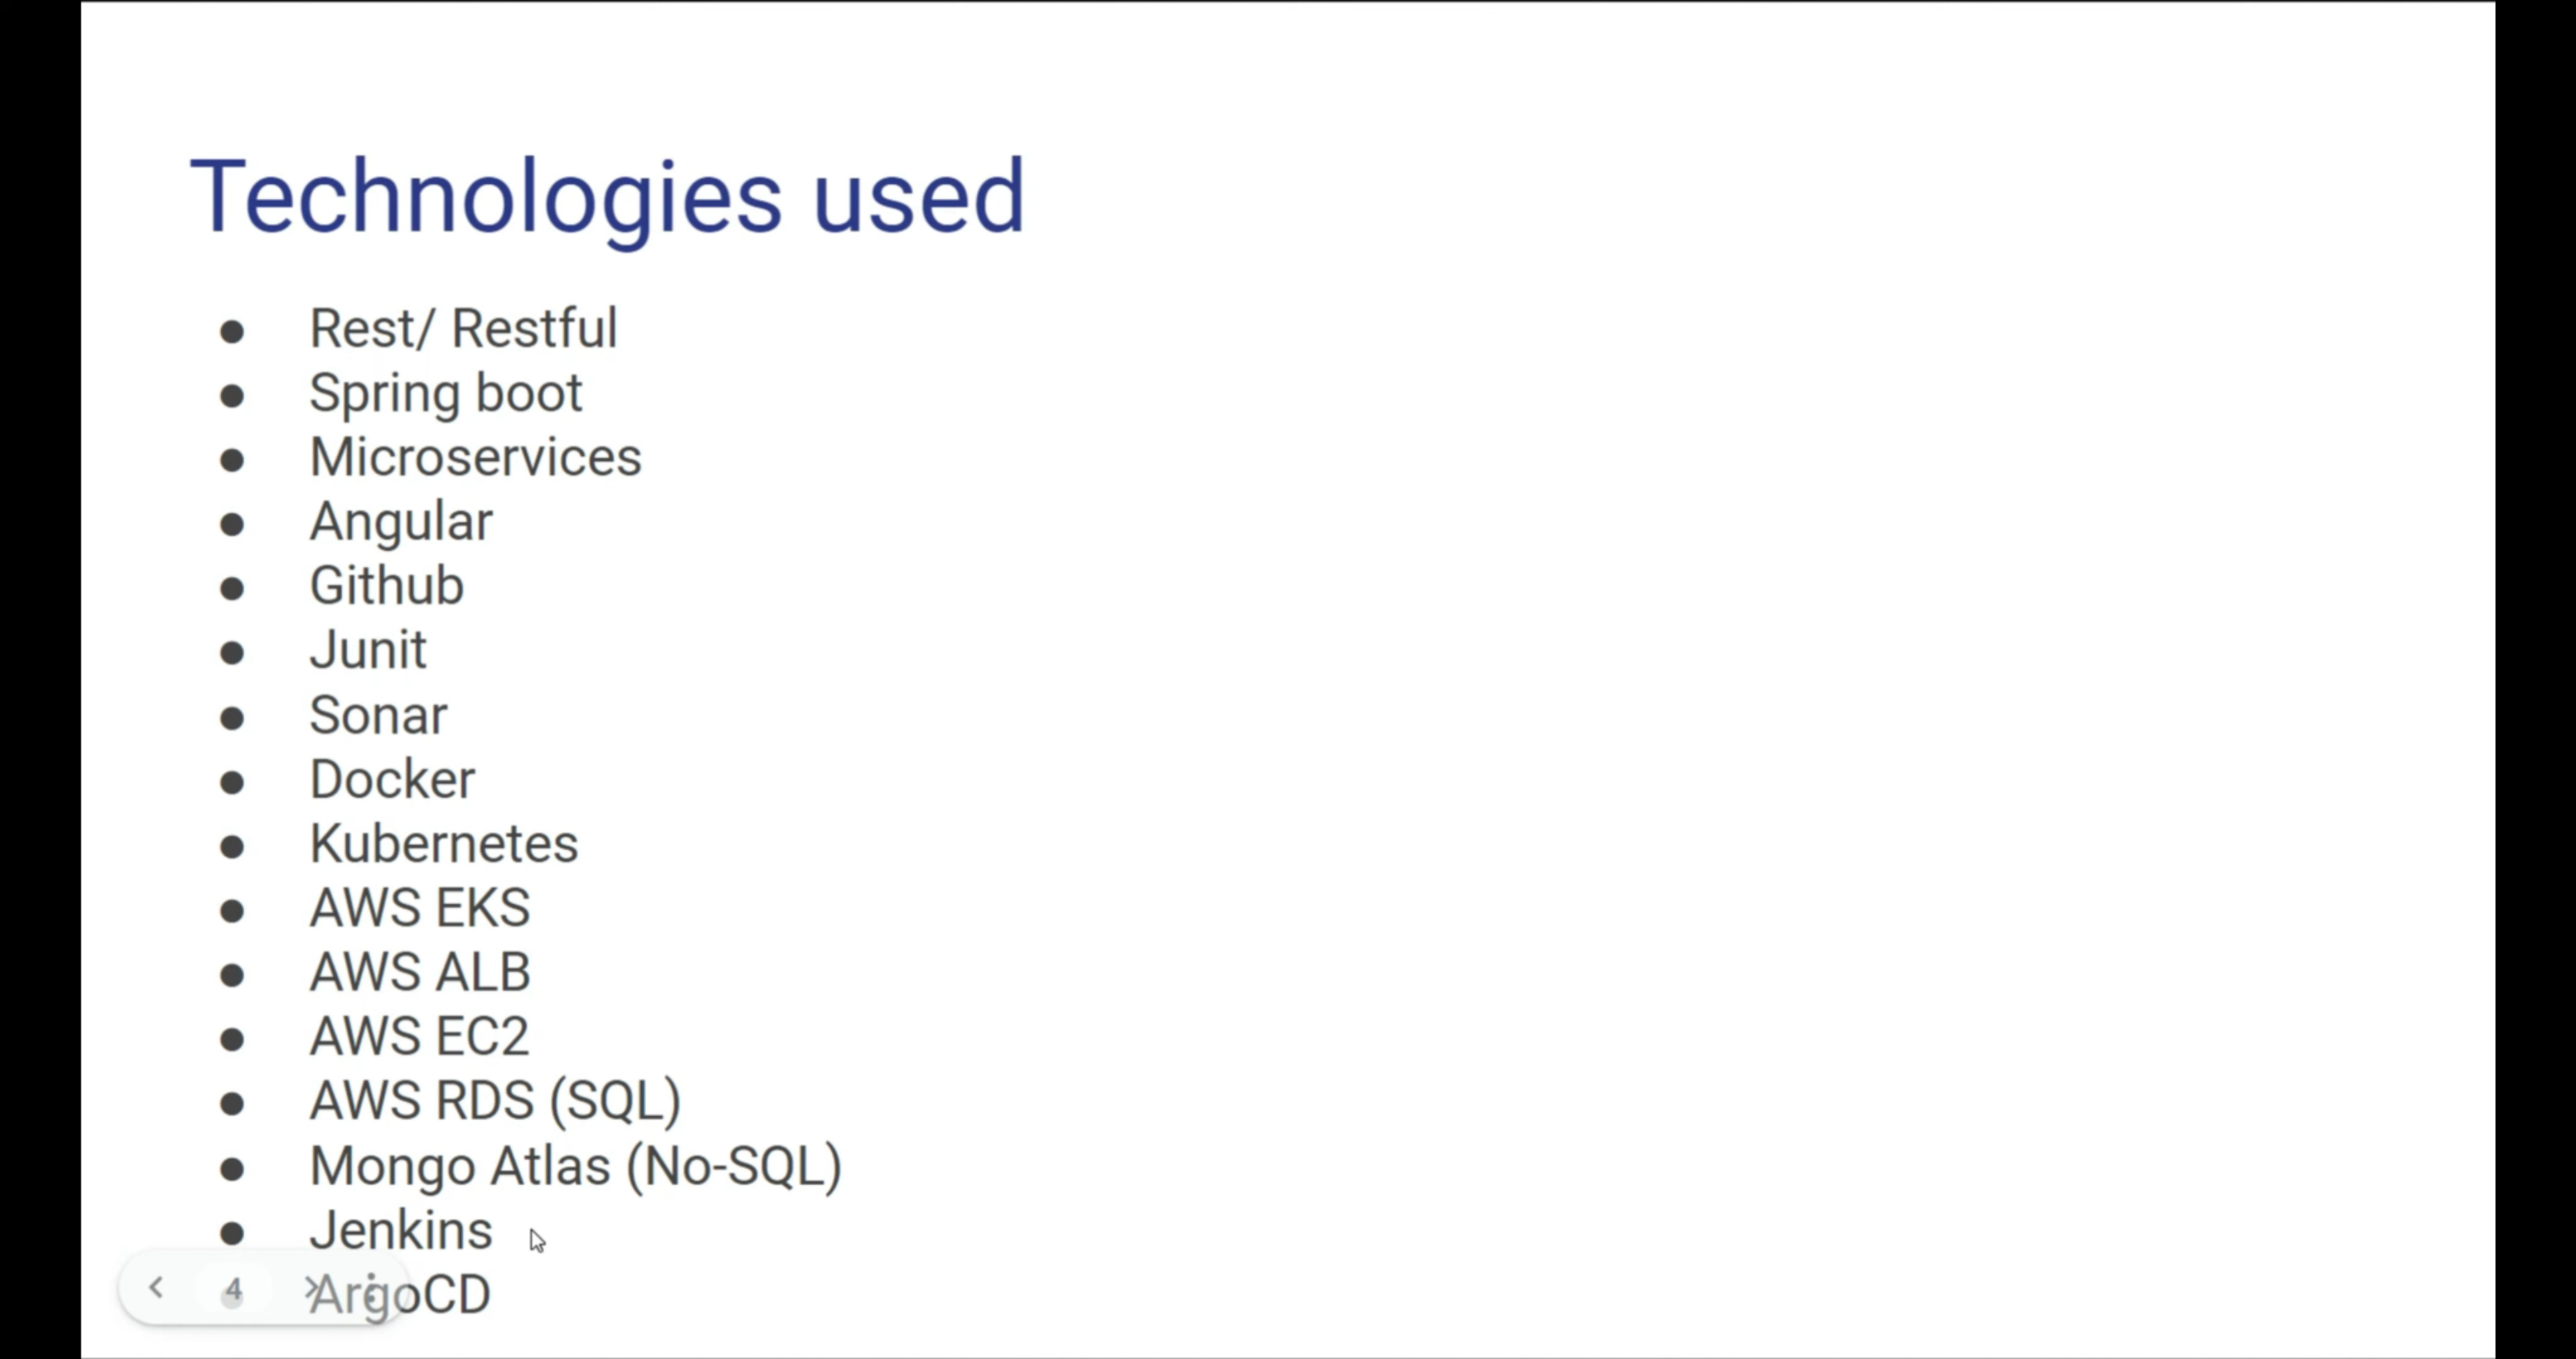 Technologies used
● Rest/ Restful
● Spring boot
● Microservices
● Angular
● Github
● Junit
● Sonar
● Docker
● Kubernetes
● AWS EKS
● AWS ALB
● AWS EC2
● AWS RDS (SQL)
● Mongo Atlas (No-SQL)
● Jenkins
● ArgoCD
4